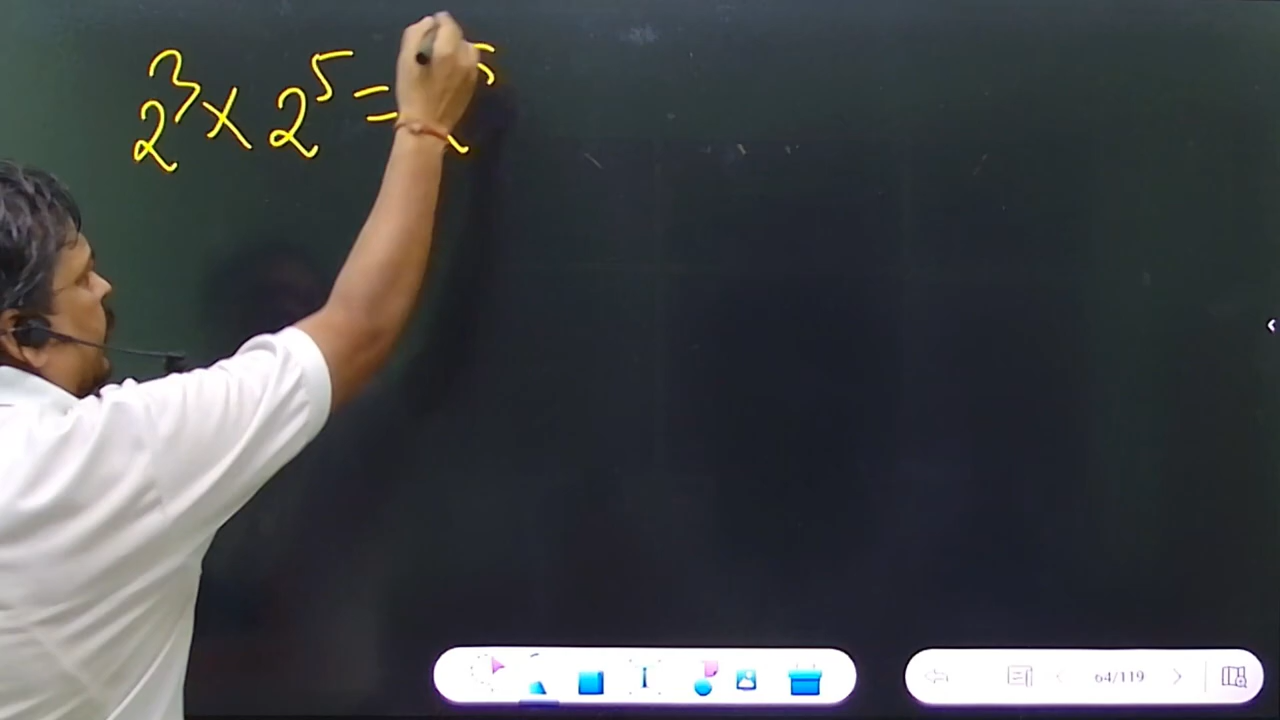 2³ × 2⁵ =
64/119